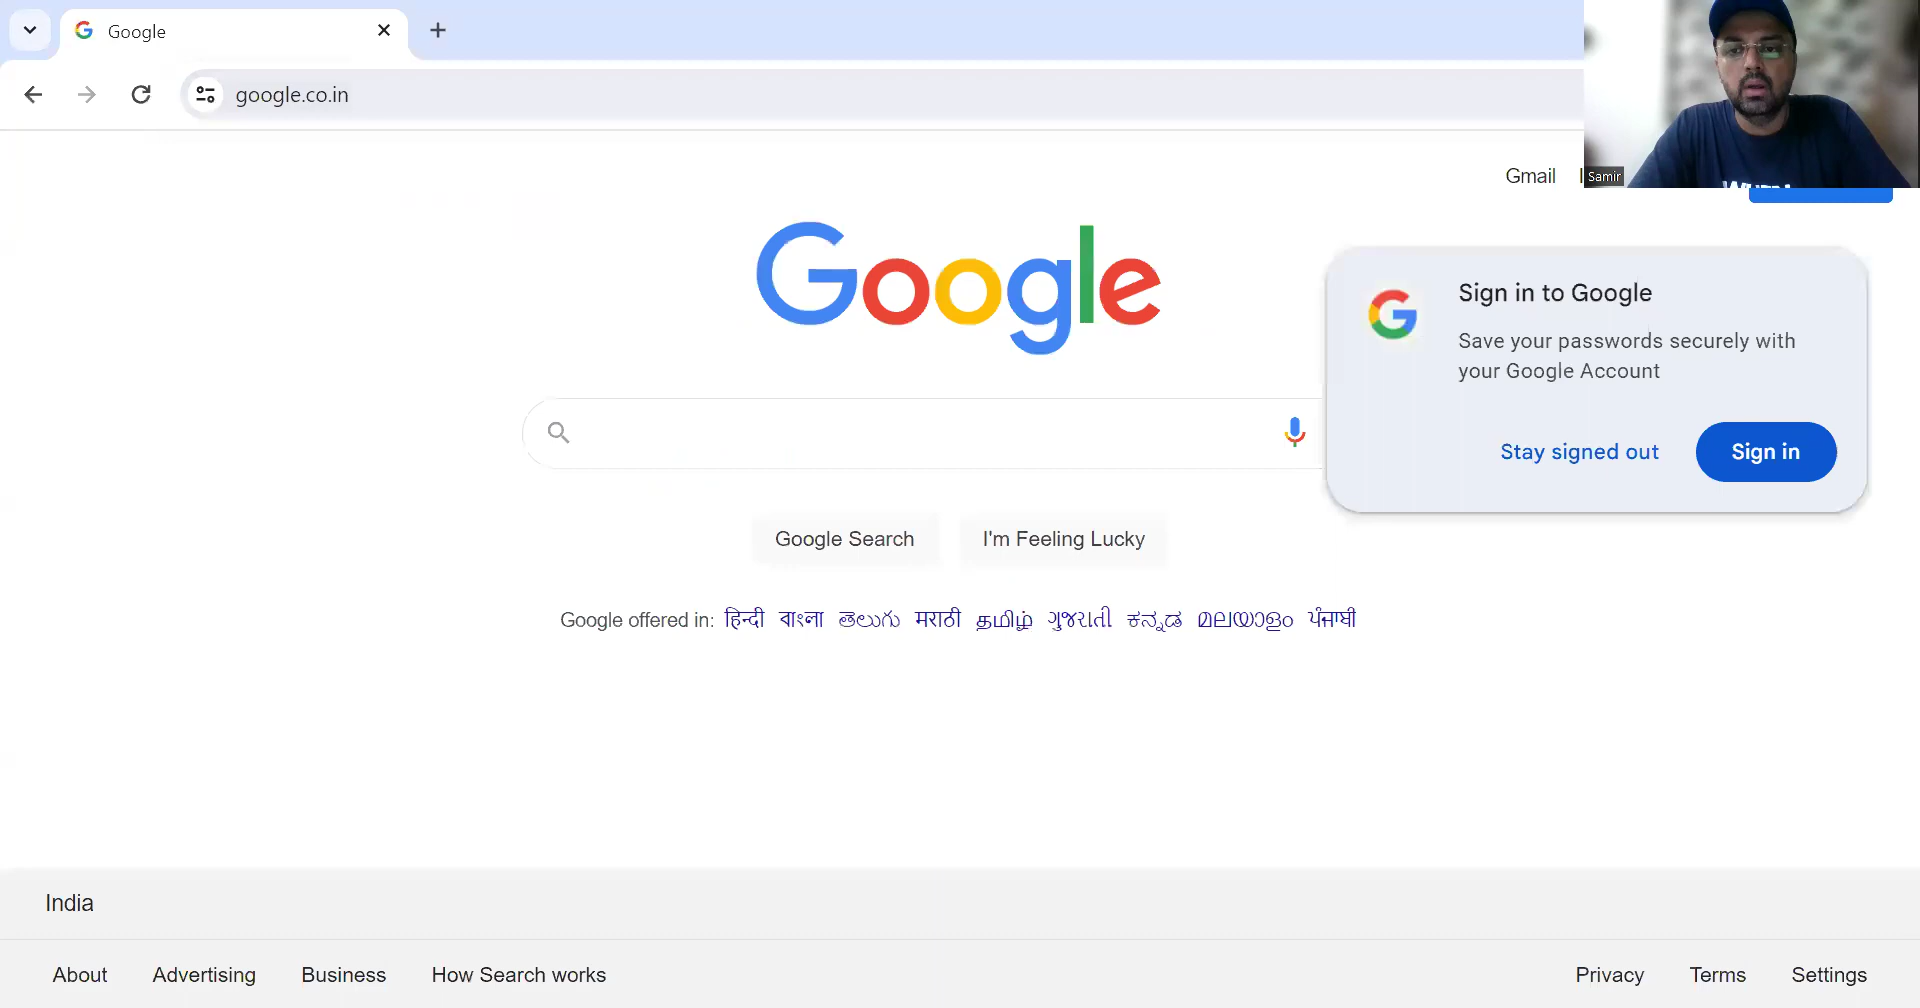 Google
google.co.in
Gmail
Samir
Google
Sign in to Google
Save your passwords securely with
your Google Account
Stay signed out Sign in
Google Search I'm Feeling Lucky
Google offered in: हिन्दी বাংলা తెలుగు मराठी தமிழ் ગુજરાતી ಕನ್ನಡ മലയാളം ਪੰਜਾਬੀ
India
About Advertising Business How Search works Privacy Terms Settings